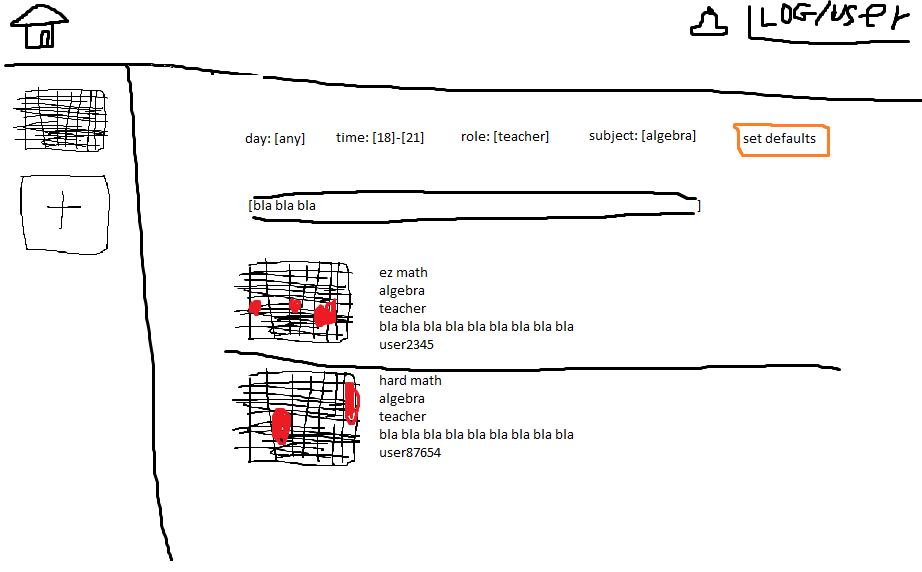 LOG/user
day: [any] time: [18]-[21] role: [teacher] subject: [algebra] set defaults
[bla bla bla ]
ez math
algebra
teacher
bla bla bla bla bla bla bla bla bla
user2345
hard math
algebra
teacher
bla bla bla bla bla bla bla bla bla
user87654